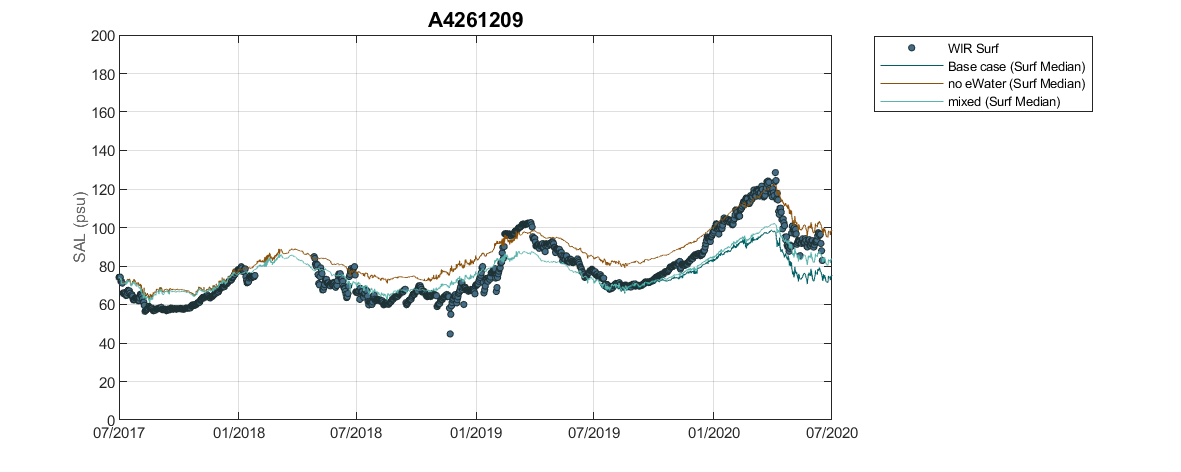 A4261209
200
180
160
140
120
100
80
60
40
20
0
SAL (psu)
07/2017 01/2018 07/2018 01/2019 07/2019 01/2020 07/2020
WIR Surf
Base case (Surf Median)
no eWater (Surf Median)
mixed (Surf Median)